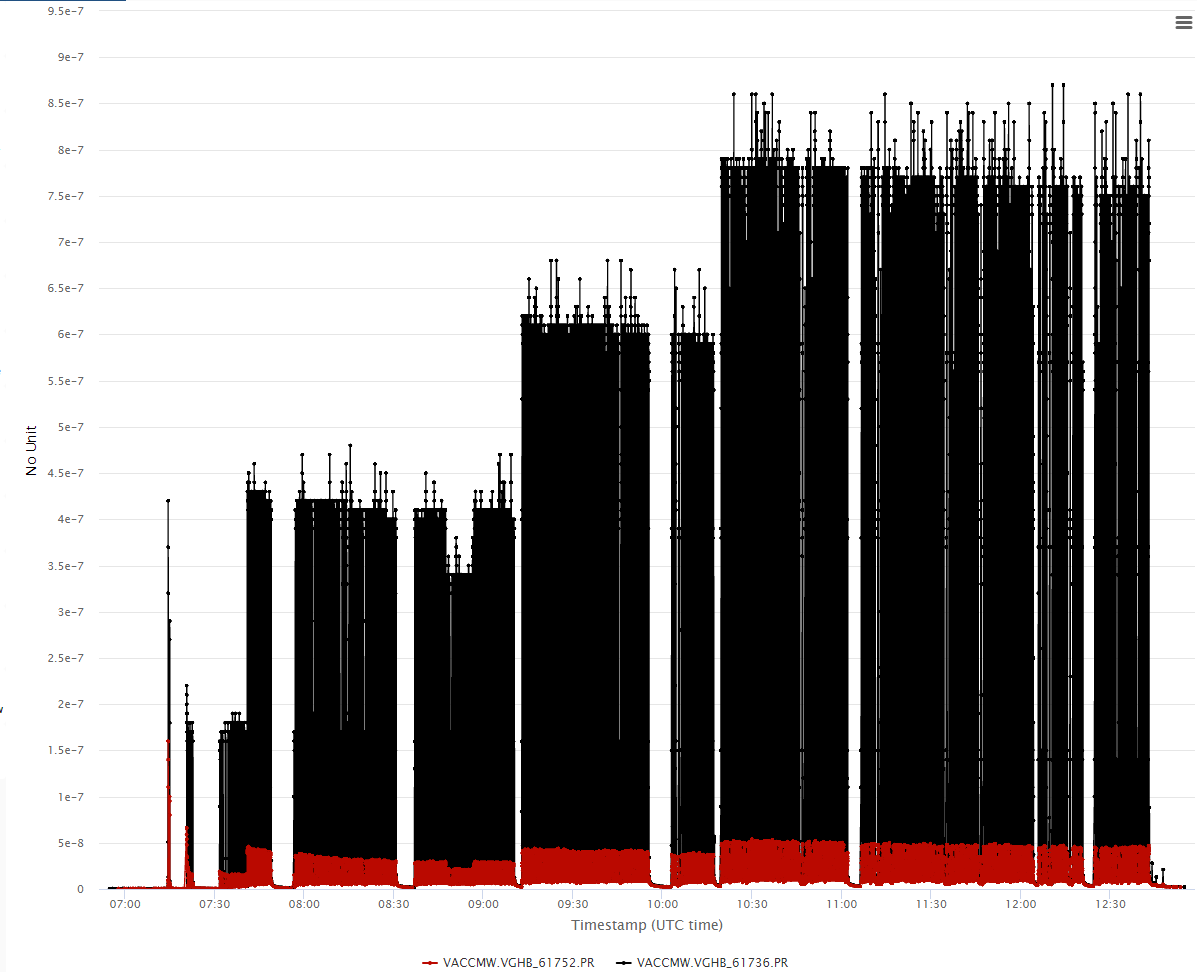 9.5e-7
9e-7
8.5e-7
8e-7
7.5e-7
7e-7
6.5e-7
6e-7
5.5e-7
5e-7
4.5e-7
4e-7
3.5e-7
3e-7
2.5e-7
2e-7
1.5e-7
1e-7
5e-8
0
No Unit
07:00 07:30 08:00 08:30 09:00 09:30 10:00 10:30 11:00 11:30 12:00 12:30
Timestamp (UTC time)
VACCMW.VGHB_61752.PR VACCMW.VGHB_61736.PR